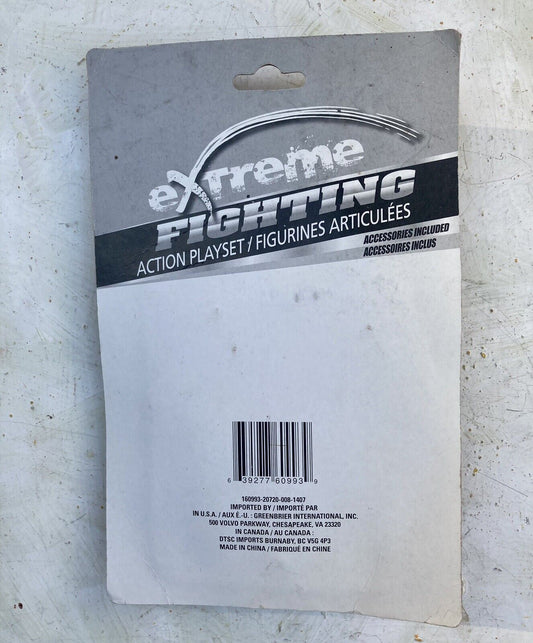 eXtreme
FIGHTING
ACTION PLAYSET / FIGURINES ARTICULÉES
ACCESSORIES INCLUDED
ACCESSOIRES INCLUS
6 39277 60993 9
160993-20720-008-1407
IMPORTED BY / IMPORTÉ PAR
IN U.S.A. / AUX É.-U. : GREENBRIER INTERNATIONAL, INC.
500 VOLVO PARKWAY, CHESAPEAKE, VA 23320
IN CANADA / AU CANADA :
DTSC IMPORTS BURNABY, BC V5G 4P3
MADE IN CHINA / FABRIQUÉ EN CHINE